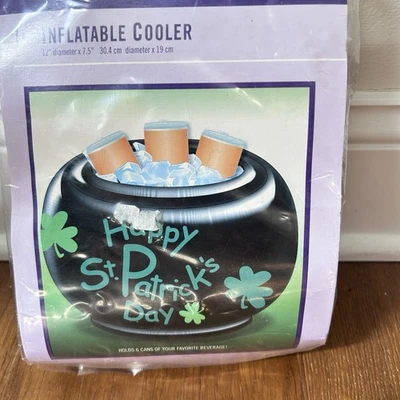 INFLATABLE COOLER
12" diameter x 7.5" 30.4 cm diameter x 19 cm
Happy
St. Patrick's
Day
HOLDS 6 CANS OF YOUR FAVORITE BEVERAGE!